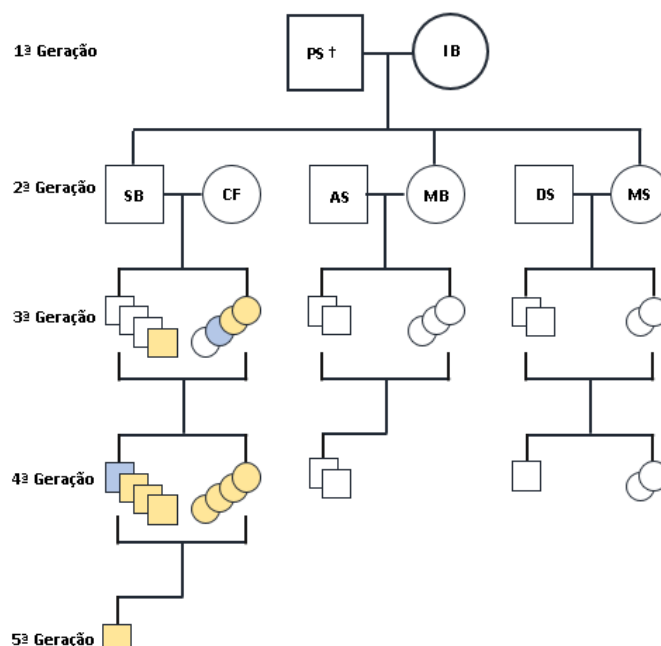 1ª Geração
PS †
IB
2ª Geração
SB
CF
AS
MB
DS
MS
3ª Geração
4ª Geração
5ª Geração